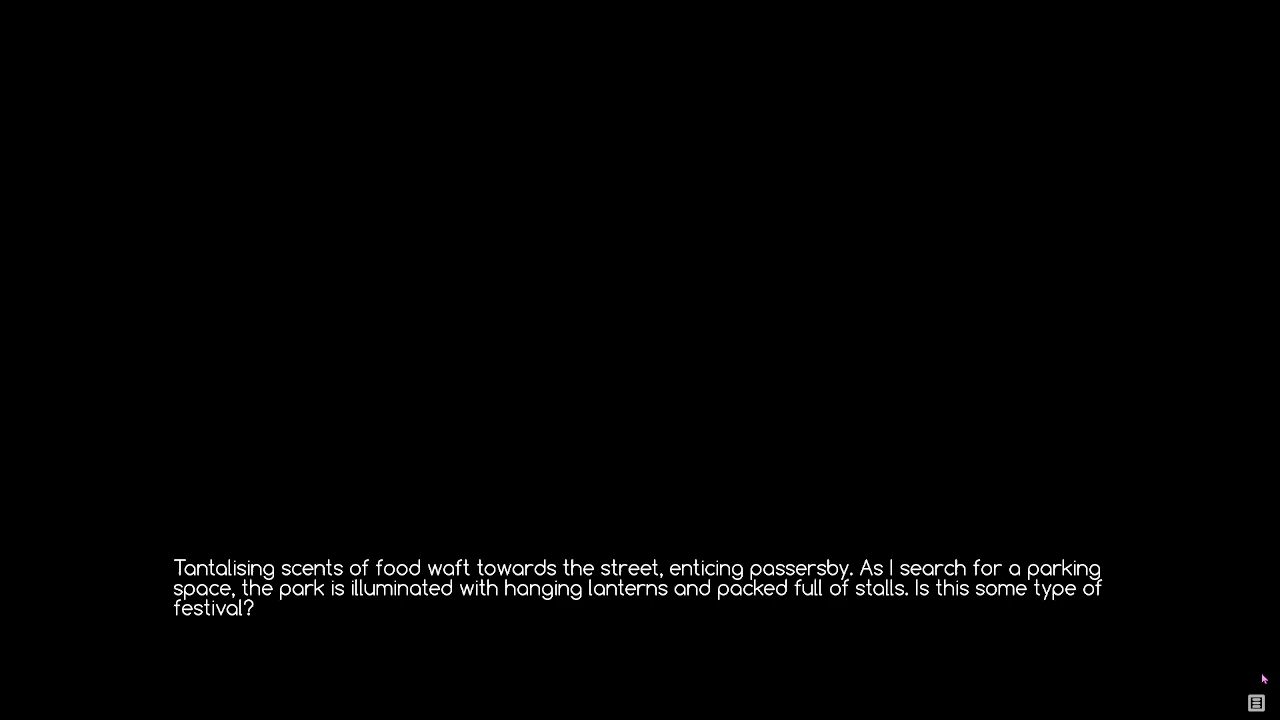 Tantalising scents of food waft towards the street, enticing passersby. As I search for a parking
space, the park is illuminated with hanging lanterns and packed full of stalls. Is this some type of
festival?